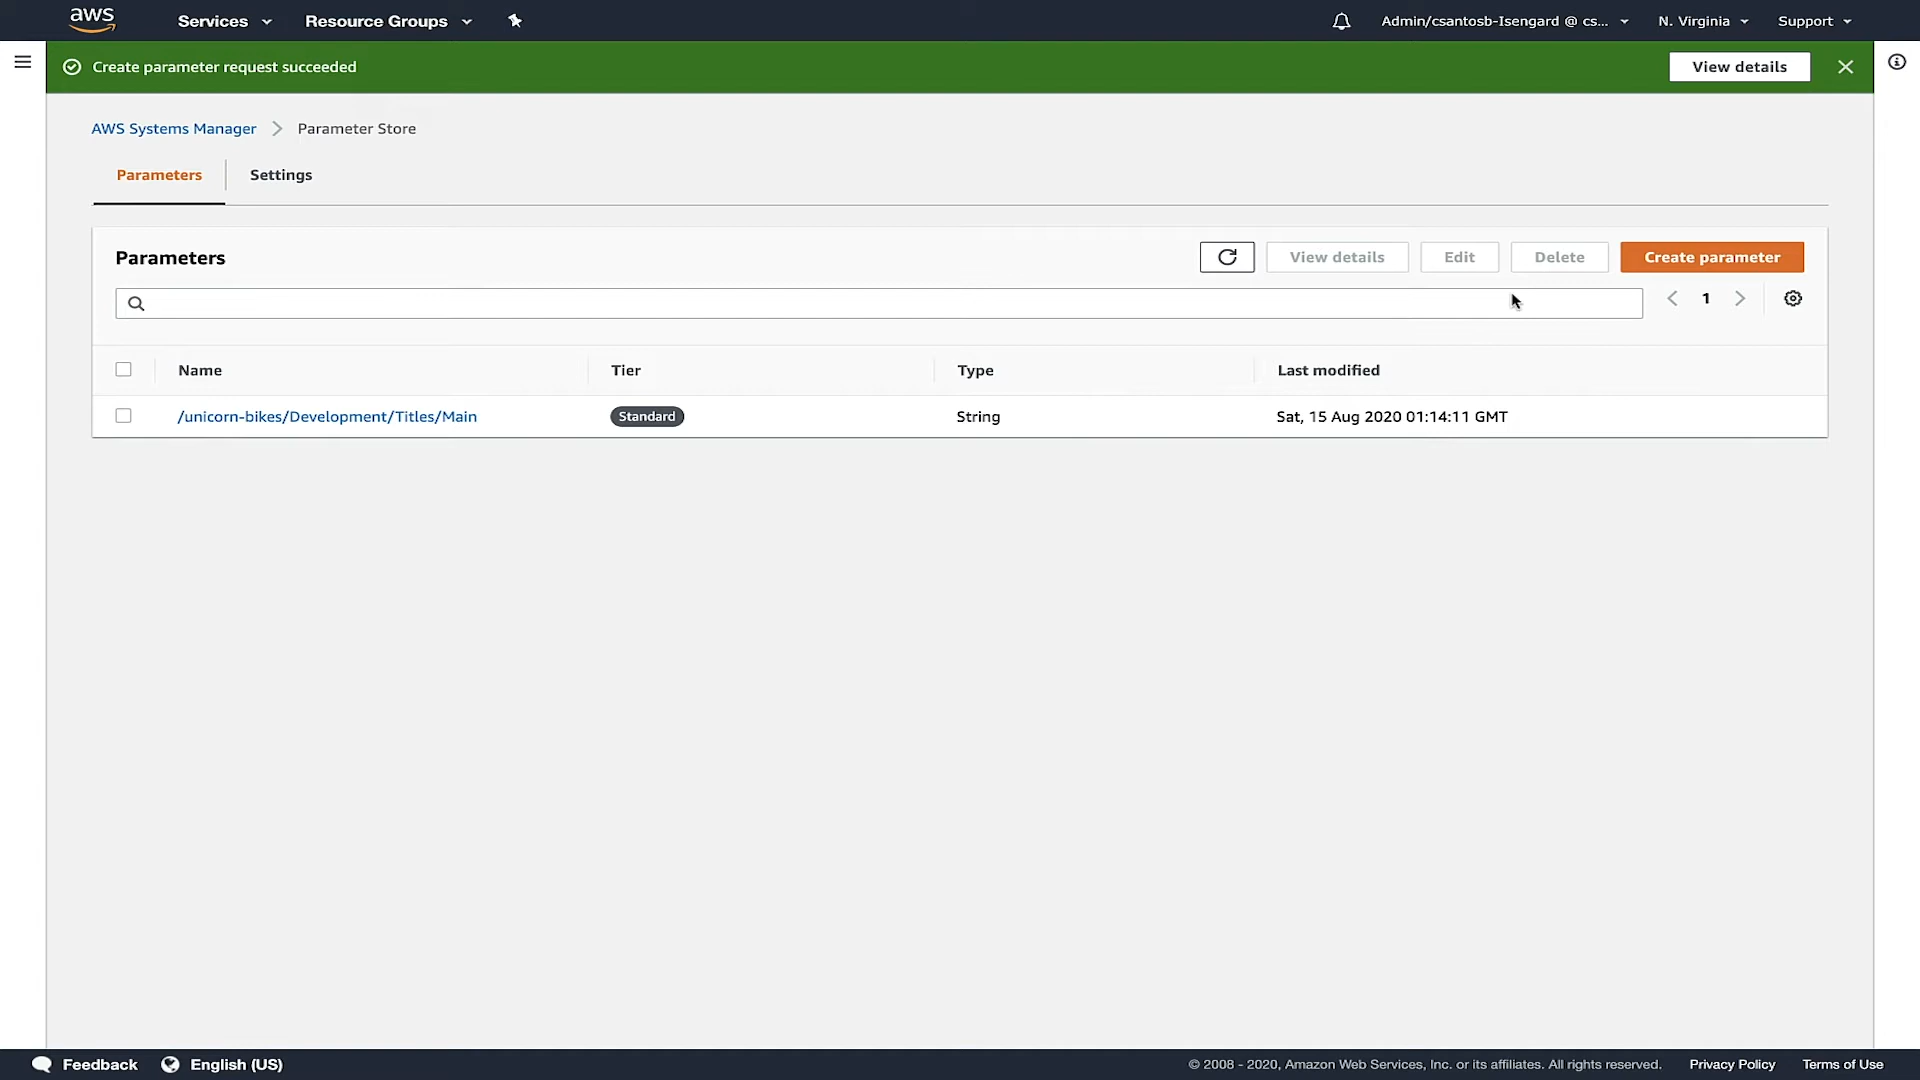 aws Services Resource Groups Admin/csantosb-Isengard @ cs... N. Virginia Support
Create parameter request succeeded View details
AWS Systems Manager Parameter Store
Parameters Settings
Parameters View details Edit Delete Create parameter
1
Name Tier Type Last modified
/unicorn-bikes/Development/Titles/Main Standard String Sat, 15 Aug 2020 01:14:11 GMT
Feedback English (US) © 2008 - 2020, Amazon Web Services, Inc. or its affiliates. All rights reserved. Privacy Policy Terms of Use